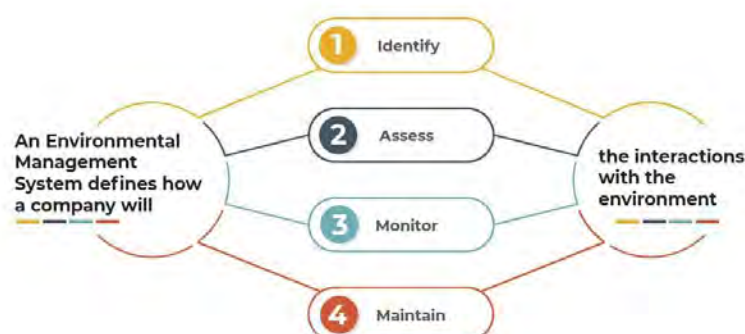 An Environmental
Management
System defines how
a company will
1 Identify
2 Assess
3 Monitor
4 Maintain
the interactions
with the
environment